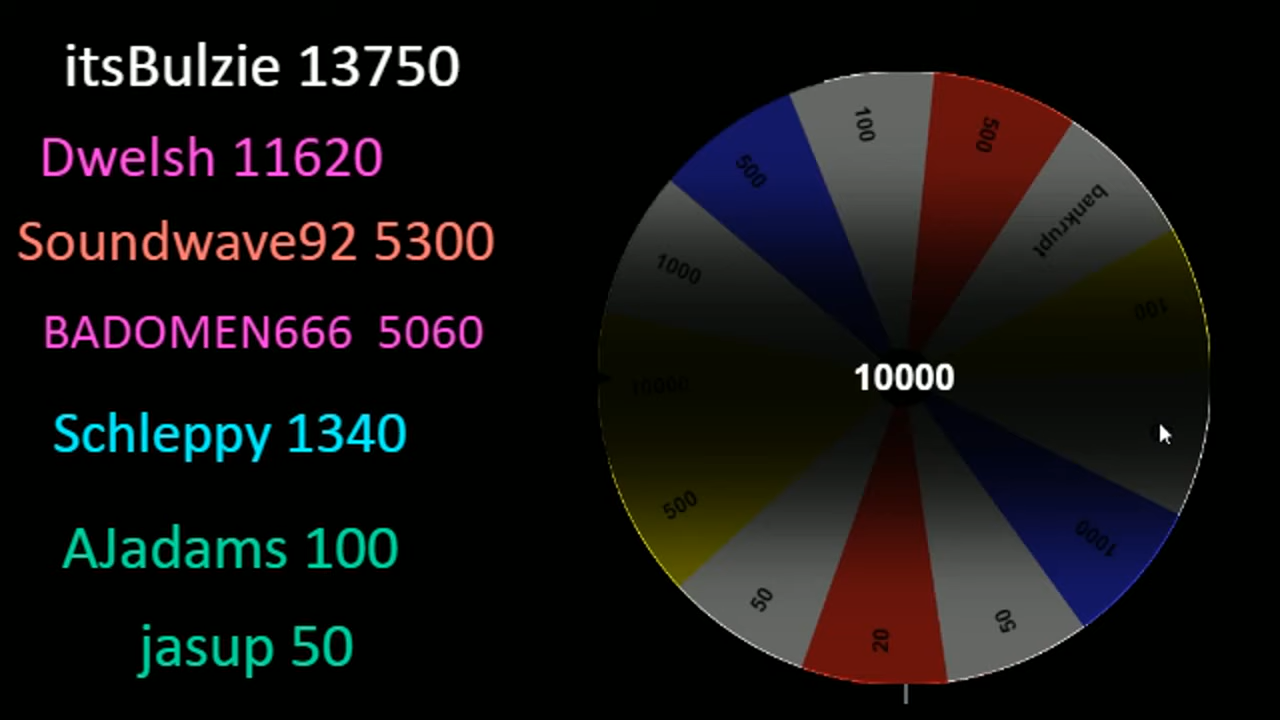 itsBulzie 13750
Dwelsh 11620
Soundwave92 5300
BADOMEN666 5060
Schleppy 1340
AJadams 100
jasup 50
100
500
bankrupt
100
1000
50
20
50
500
10000
1000
500
10000